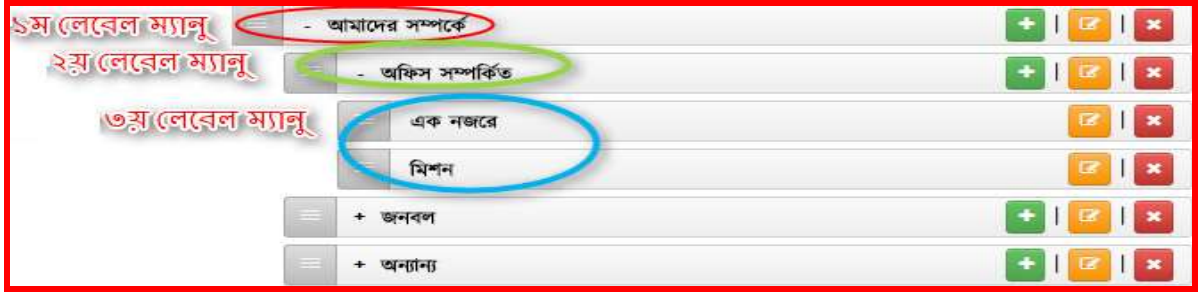 ১ম লেবেল ম্যানু - আমাদের সম্পর্কে
২য় লেবেল ম্যানু - অফিস সম্পর্কিত
৩য় লেবেল ম্যানু এক নজরে
মিশন
+ জনবল
+ অন্যান্য